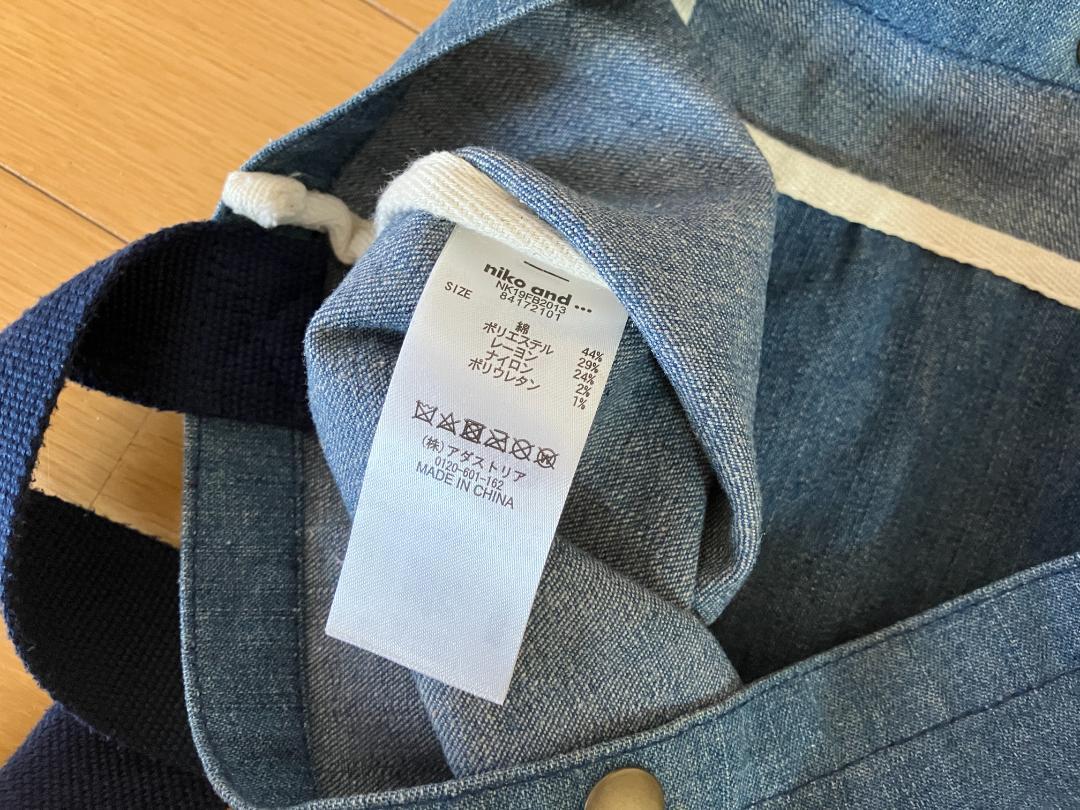 niko and ...
NK19FB2013
84172101
SIZE
綿 44%
ポリエステル 29%
レーヨン 24%
ナイロン 2%
ポリウレタン 1%
(株)アダストリア
0120-601-162
MADE IN CHINA